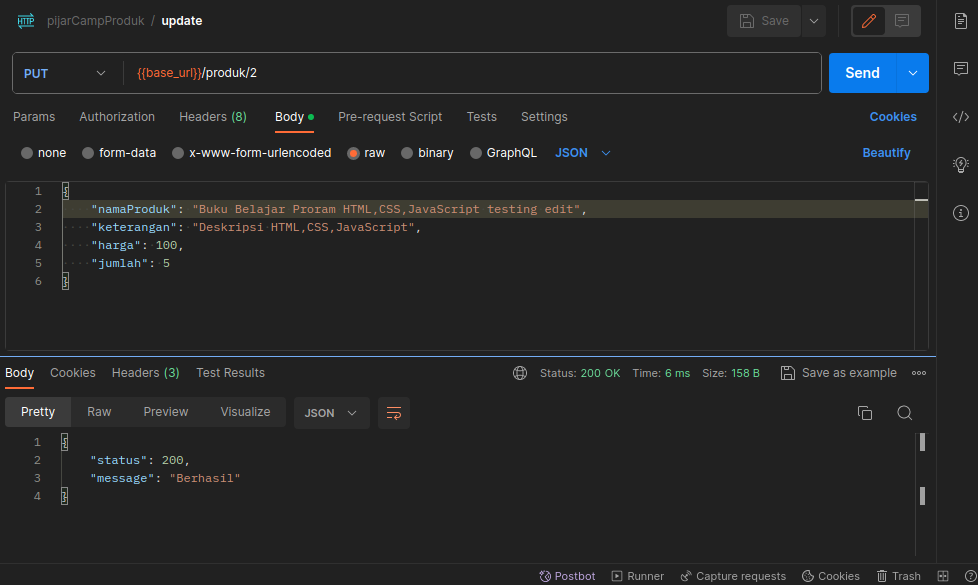 HTTP pijarCampProduk / update Save
PUT {{base_url}}/produk/2 Send
Params Authorization Headers (8) Body Pre-request Script Tests Settings Cookies
none form-data x-www-form-urlencoded raw binary GraphQL JSON Beautify
1 {
2 "namaProduk": "Buku Belajar Proram HTML,CSS,JavaScript testing edit",
3 "keterangan": "Deskripsi HTML,CSS,JavaScript",
4 "harga": 100,
5 "jumlah": 5
6 }
Body Cookies Headers (3) Test Results Status: 200 OK Time: 6 ms Size: 158 B Save as example
Pretty Raw Preview Visualize JSON
1 {
2 "status": 200,
3 "message": "Berhasil"
4 }
Postbot Runner Capture requests Cookies Trash